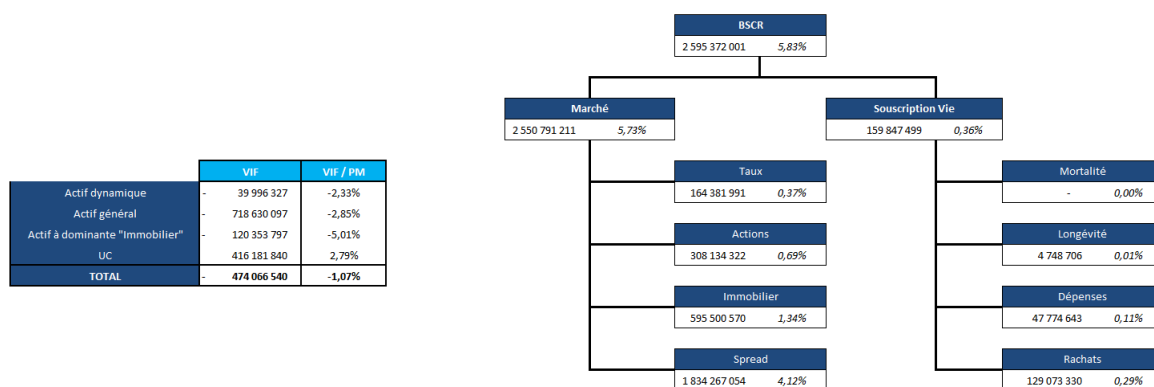 BSCR
2 595 372 001 5,83%
Marché
2 550 791 211 5,73%
Souscription Vie
159 847 499 0,36%
VIF VIF / PM
Actif dynamique - 39 996 327 -2,33%
Actif général - 718 630 097 -2,85%
Actif à dominante "Immobilier" - 120 353 797 -5,01%
UC 416 181 840 2,79%
TOTAL - 474 066 540 -1,07%
Taux
164 381 991 0,37%
Actions
308 134 322 0,69%
Immobilier
595 500 570 1,34%
Spread
1 834 267 054 4,12%
Mortalité
- 0,00%
Longévité
4 748 706 0,01%
Dépenses
47 774 643 0,11%
Rachats
129 073 330 0,29%